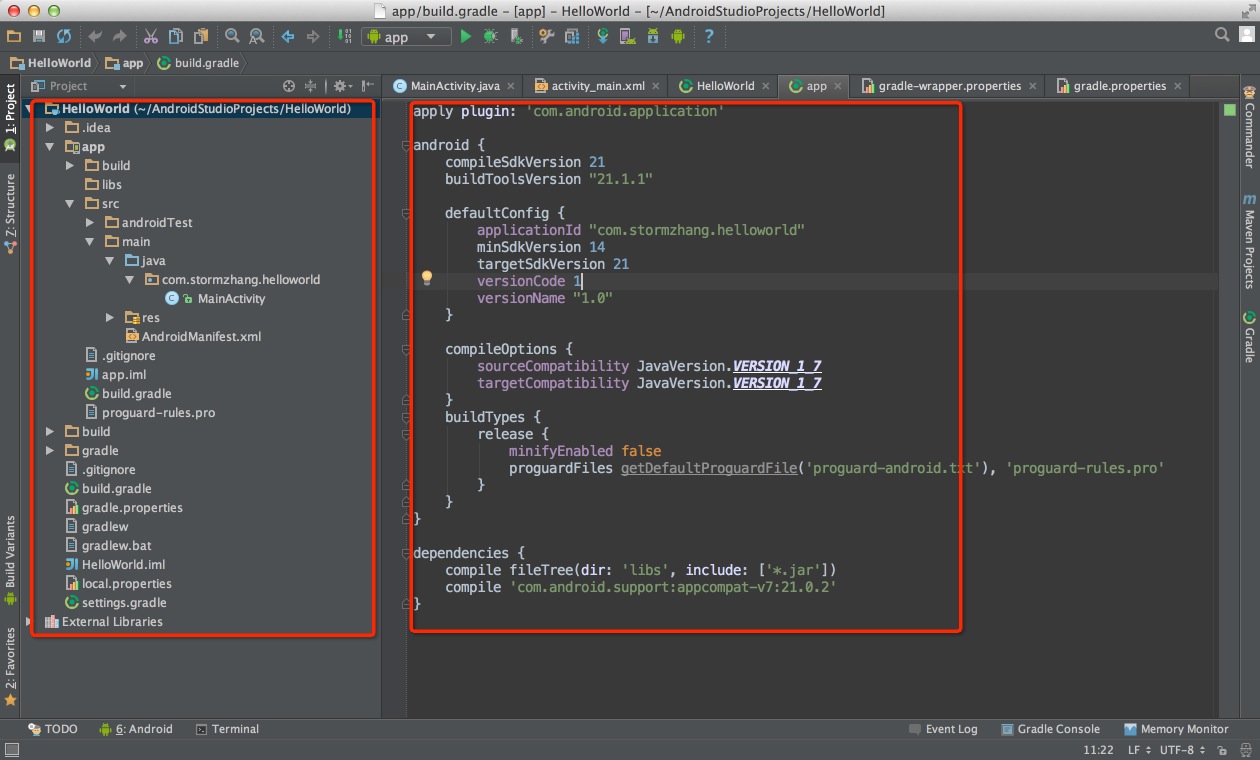 app/build.gradle – [app] – HelloWorld – [~/AndroidStudioProjects/HelloWorld]
app
HelloWorld
app
build.gradle
Project
MainActivity.java
activity_main.xml
HelloWorld
app
gradle-wrapper.properties
gradle.properties
1: Project
Z: Structure
Build Variants
2: Favorites
HelloWorld (~/AndroidStudioProjects/HelloWorld)
.idea
app
build
libs
src
androidTest
main
java
com.stormzhang.helloworld
MainActivity
res
AndroidManifest.xml
.gitignore
app.iml
build.gradle
proguard-rules.pro
build
gradle
.gitignore
build.gradle
gradle.properties
gradlew
gradlew.bat
HelloWorld.iml
local.properties
settings.gradle
External Libraries
apply plugin: 'com.android.application'
android {
compileSdkVersion 21
buildToolsVersion "21.1.1"
defaultConfig {
applicationId "com.stormzhang.helloworld"
minSdkVersion 14
targetSdkVersion 21
versionCode 1
versionName "1.0"
}
compileOptions {
sourceCompatibility JavaVersion.VERSION_1_7
targetCompatibility JavaVersion.VERSION_1_7
}
buildTypes {
release {
minifyEnabled false
proguardFiles getDefaultProguardFile('proguard-android.txt'), 'proguard-rules.pro'
}
}
}
dependencies {
compile fileTree(dir: 'libs', include: ['*.jar'])
compile 'com.android.support:appcompat-v7:21.0.2'
}
Commander
m
Maven Projects
Gradle
TODO
6: Android
Terminal
Event Log
Gradle Console
Memory Monitor
11:22
LF
UTF-8